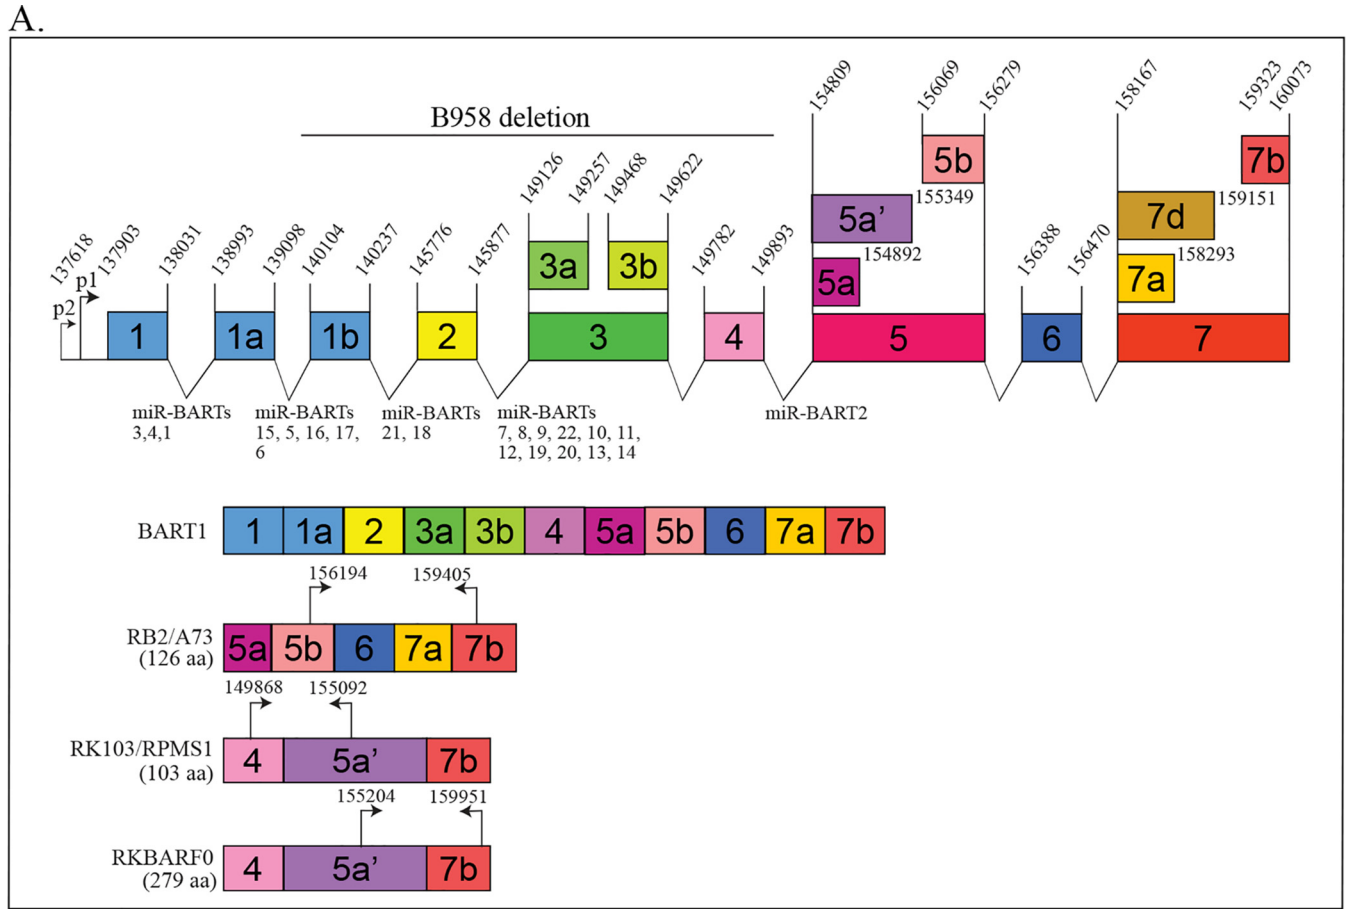 A.
B958 deletion
137618
137903
138031
138993
139098
140104
140237
145776
145877
149126
149257
149468
149622
149782
149893
154809
156069
156279
156388
156470
158167
159323
160073
p2
p1
5b
155349
7b
5a’
154892
7d
159151
3a
3b
5a
7a
158293
1
1a
1b
2
3
4
5
6
7
miR-BARTs
3,4,1
miR-BARTs
15, 5, 16, 17,
6
miR-BARTs
21, 18
miR-BARTs
7, 8, 9, 22, 10, 11,
12, 19, 20, 13, 14
miR-BART2
BART1
1 1a 2 3a 3b 4 5a 5b 6 7a 7b
156194 159405
RB2/A73
(126 aa)
5a 5b 6 7a 7b
149868 155092
RK103/RPMS1
(103 aa)
4 5a’ 7b
155204 159951
RKBARF0
(279 aa)
4 5a’ 7b